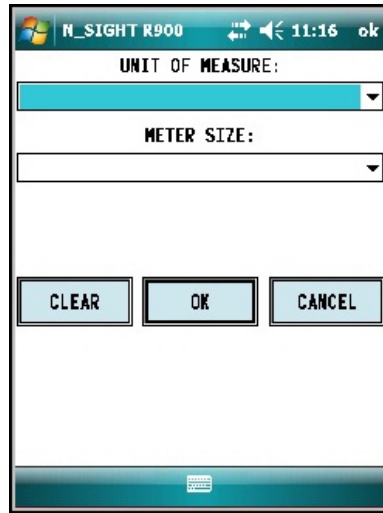 N_SIGHT R900 11:16 ok
UNIT OF MEASURE:
METER SIZE:
CLEAR OK CANCEL